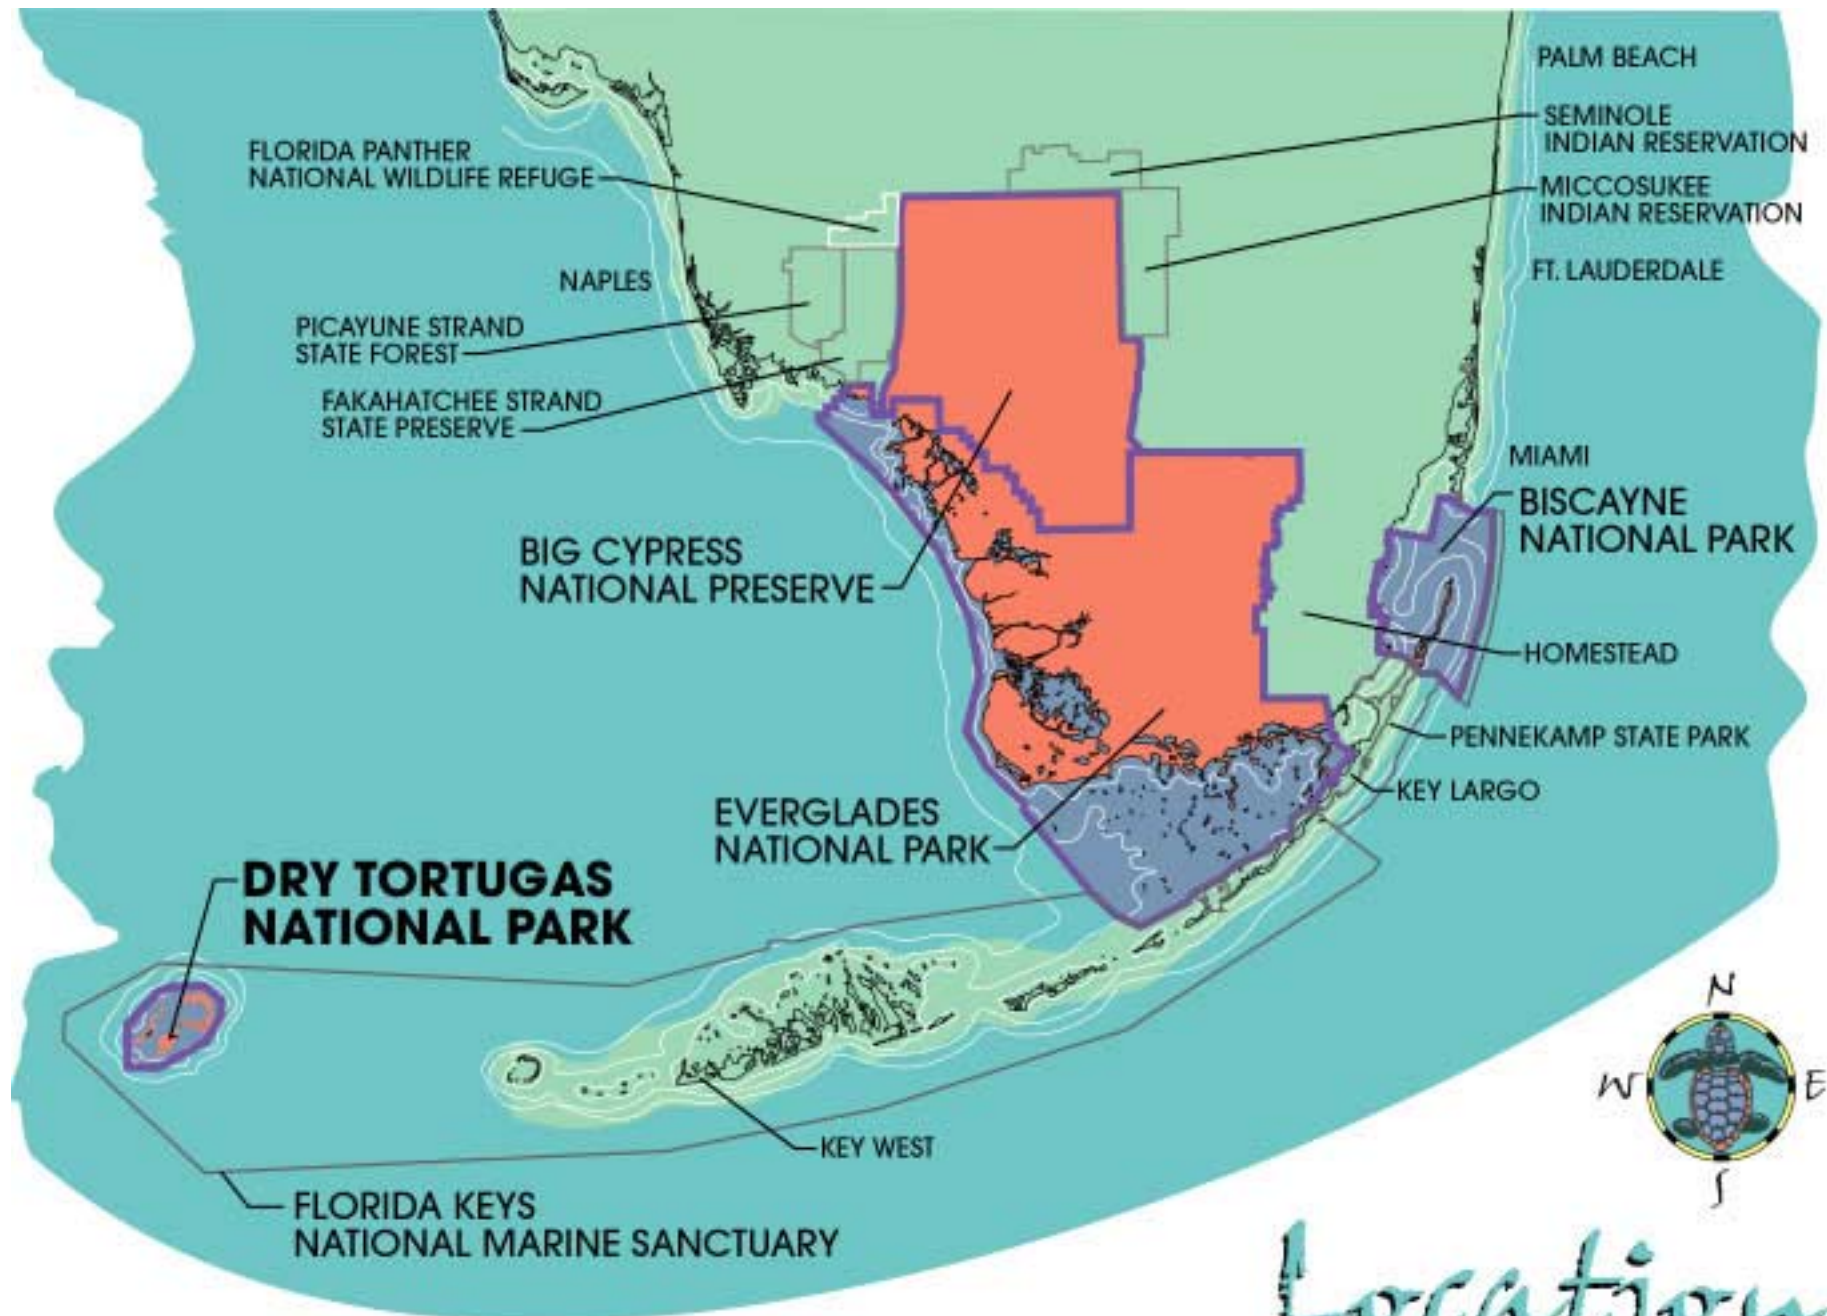 PALM BEACH
SEMINOLE
INDIAN RESERVATION
FLORIDA PANTHER
NATIONAL WILDLIFE REFUGE
MICCOSUKEE
INDIAN RESERVATION
NAPLES
FT. LAUDERDALE
PICAYUNE STRAND
STATE FOREST
FAKAHATCHEE STRAND
STATE PRESERVE
MIAMI
BISCAYNE
NATIONAL PARK
BIG CYPRESS
NATIONAL PRESERVE
HOMESTEAD
PENNEKAMP STATE PARK
KEY LARGO
EVERGLADES
NATIONAL PARK
DRY TORTUGAS
NATIONAL PARK
N
W
E
S
KEY WEST
FLORIDA KEYS
NATIONAL MARINE SANCTUARY
Location